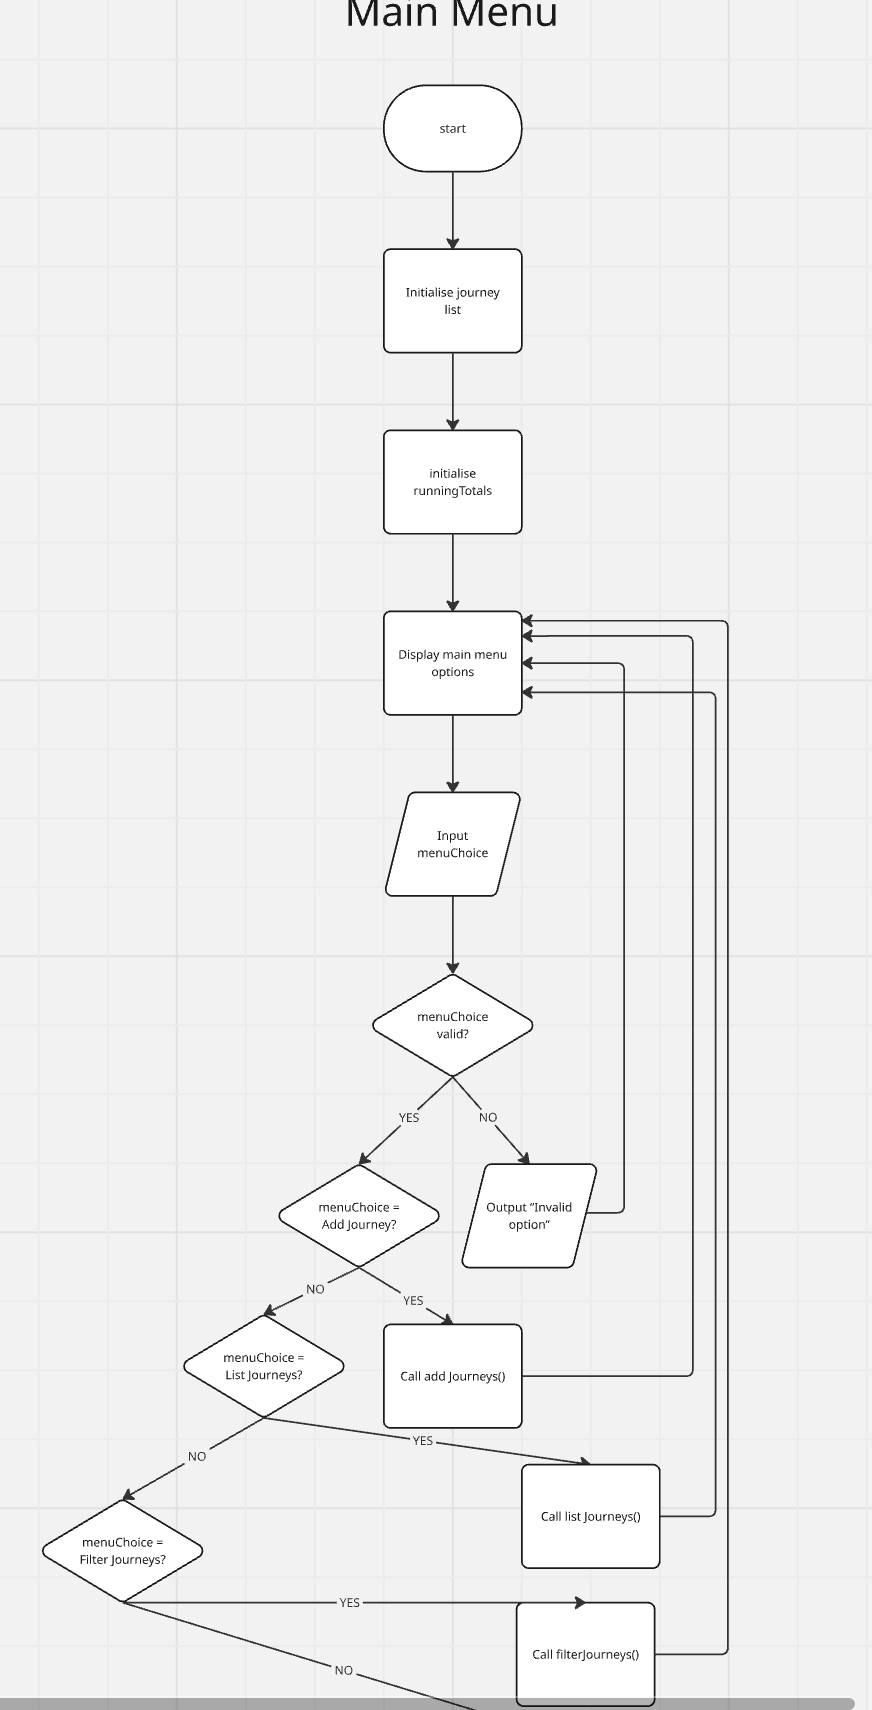 Main Menu
start
Initialise journey
list
initialise
runningTotals
Display main menu
options
Input
menuChoice
menuChoice
valid?
YES
NO
menuChoice =
Add Journey?
Output "Invalid
option"
NO
YES
menuChoice =
List Journeys?
Call add Journeys()
YES
NO
Call list Journeys()
menuChoice =
Filter Journeys?
YES
Call filterJourneys()
NO